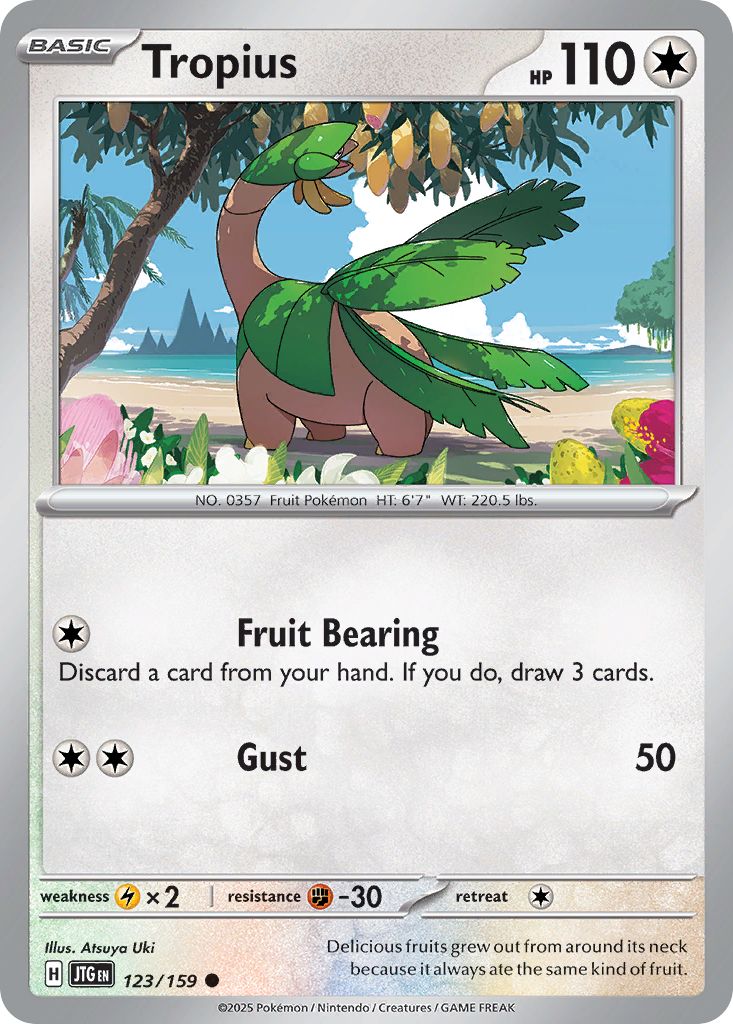 BASIC
Tropius
HP 110
NO. 0357 Fruit Pokémon HT: 6'7" WT: 220.5 lbs.
Fruit Bearing
Discard a card from your hand. If you do, draw 3 cards.
Gust 50
weakness ×2 resistance -30 retreat
Illus. Atsuya Uki
Delicious fruits grew out from around its neck
because it always ate the same kind of fruit.
H JTG EN 123/159
©2025 Pokémon / Nintendo / Creatures / GAME FREAK